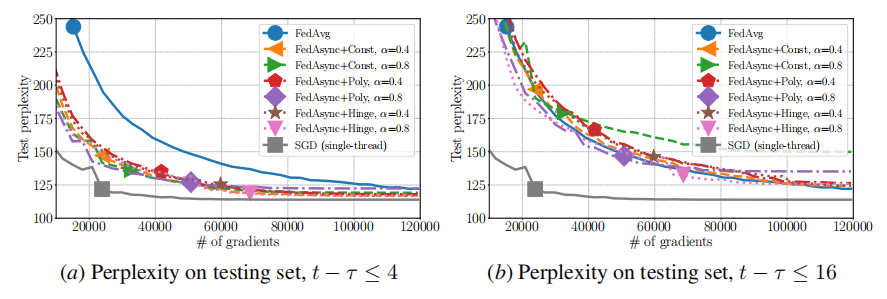 250
225
200
175
150
125
100
Test perplexity
FedAvg
FedAsync+Const, α=0.4
FedAsync+Const, α=0.8
FedAsync+Poly, α=0.4
FedAsync+Poly, α=0.8
FedAsync+Hinge, α=0.4
FedAsync+Hinge, α=0.8
SGD (single-thread)
20000 40000 60000 80000 100000 120000
# of gradients
(a) Perplexity on testing set, t − τ ≤ 4
250
225
200
175
150
125
100
Test perplexity
FedAvg
FedAsync+Const, α=0.4
FedAsync+Const, α=0.8
FedAsync+Poly, α=0.4
FedAsync+Poly, α=0.8
FedAsync+Hinge, α=0.4
FedAsync+Hinge, α=0.8
SGD (single-thread)
20000 40000 60000 80000 100000 120000
# of gradients
(b) Perplexity on testing set, t − τ ≤ 16